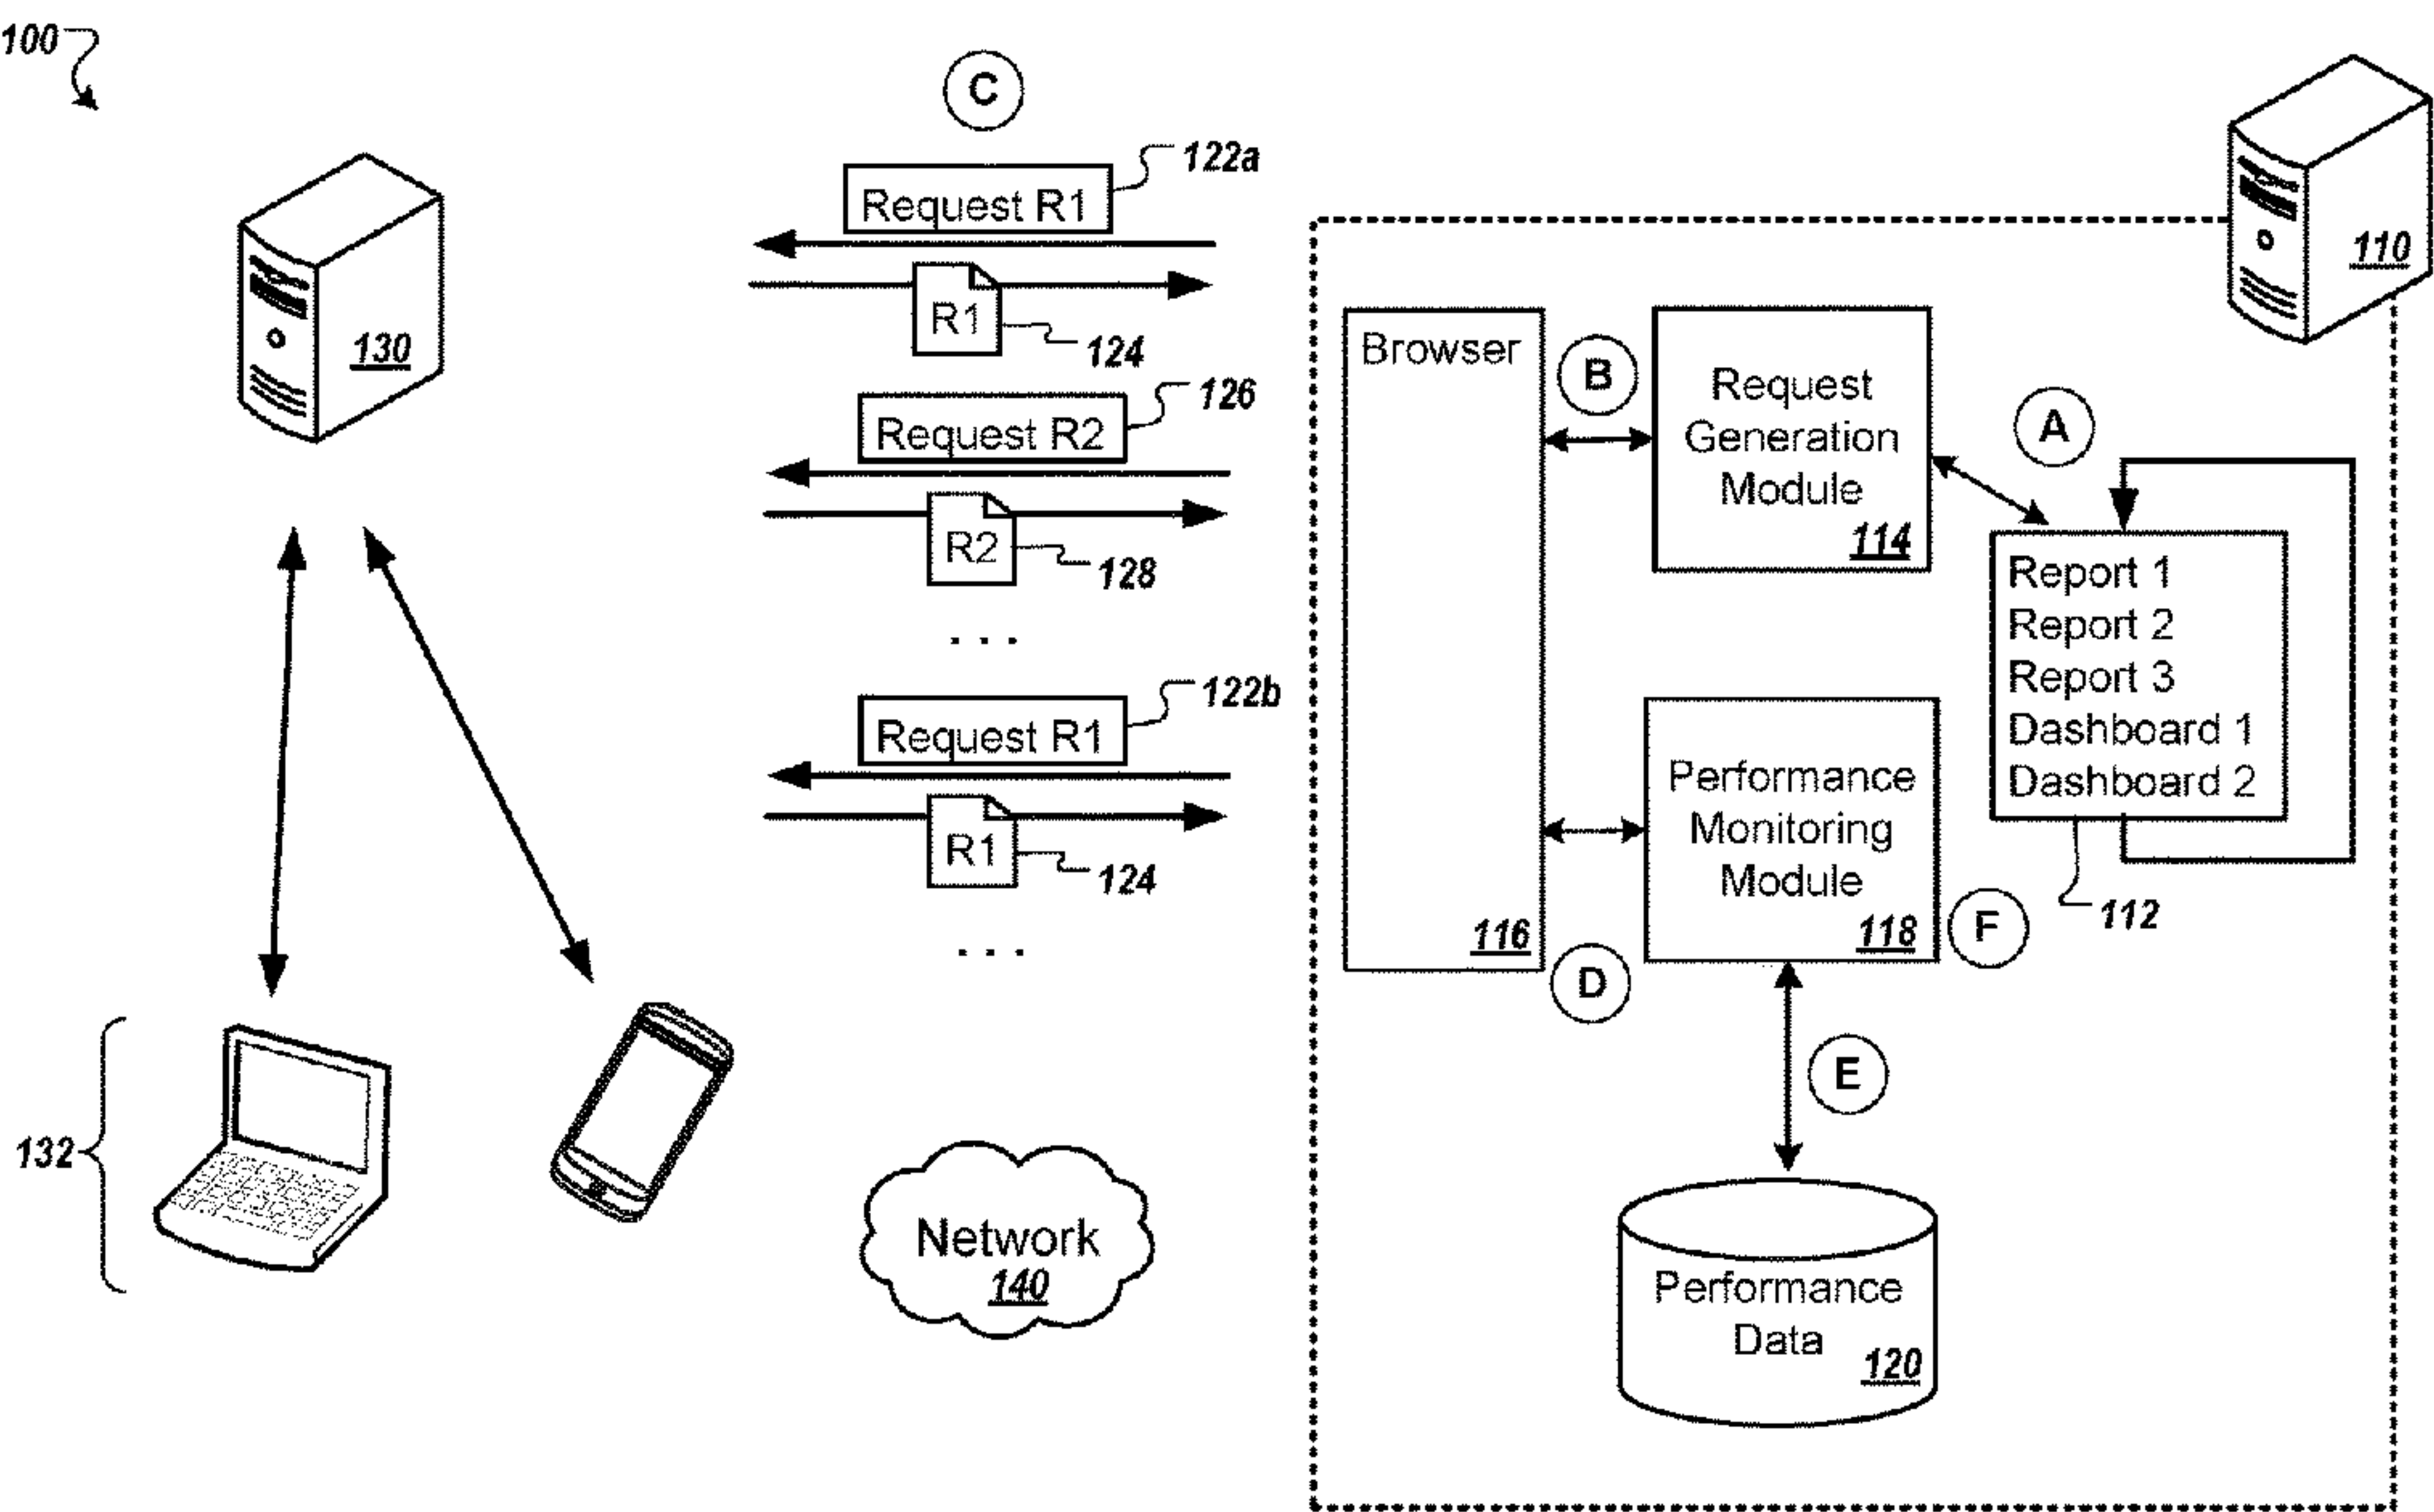 100
C
122a
Request R1
R1
124
126
Request R2
R2
128
. . .
122b
Request R1
R1
124
. . .
130
132
Network
140
110
Browser
116
B
Request
Generation
Module
114
A
Report 1
Report 2
Report 3
Dashboard 1
Dashboard 2
112
Performance
Monitoring
Module
118
F
D
E
Performance
Data
120